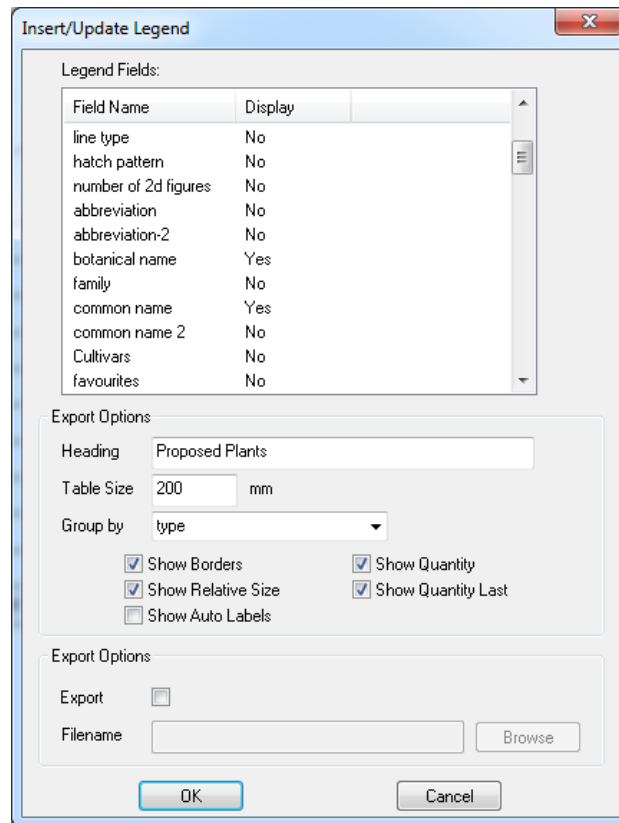 Insert/Update Legend
Legend Fields:
Field Name Display
line type No
hatch pattern No
number of 2d figures No
abbreviation No
abbreviation-2 No
botanical name Yes
family No
common name Yes
common name 2 No
Cultivars No
favourites No
Export Options
Heading Proposed Plants
Table Size 200 mm
Group by type
Show Borders Show Quantity
Show Relative Size Show Quantity Last
Show Auto Labels
Export Options
Export
Filename Browse
OK Cancel